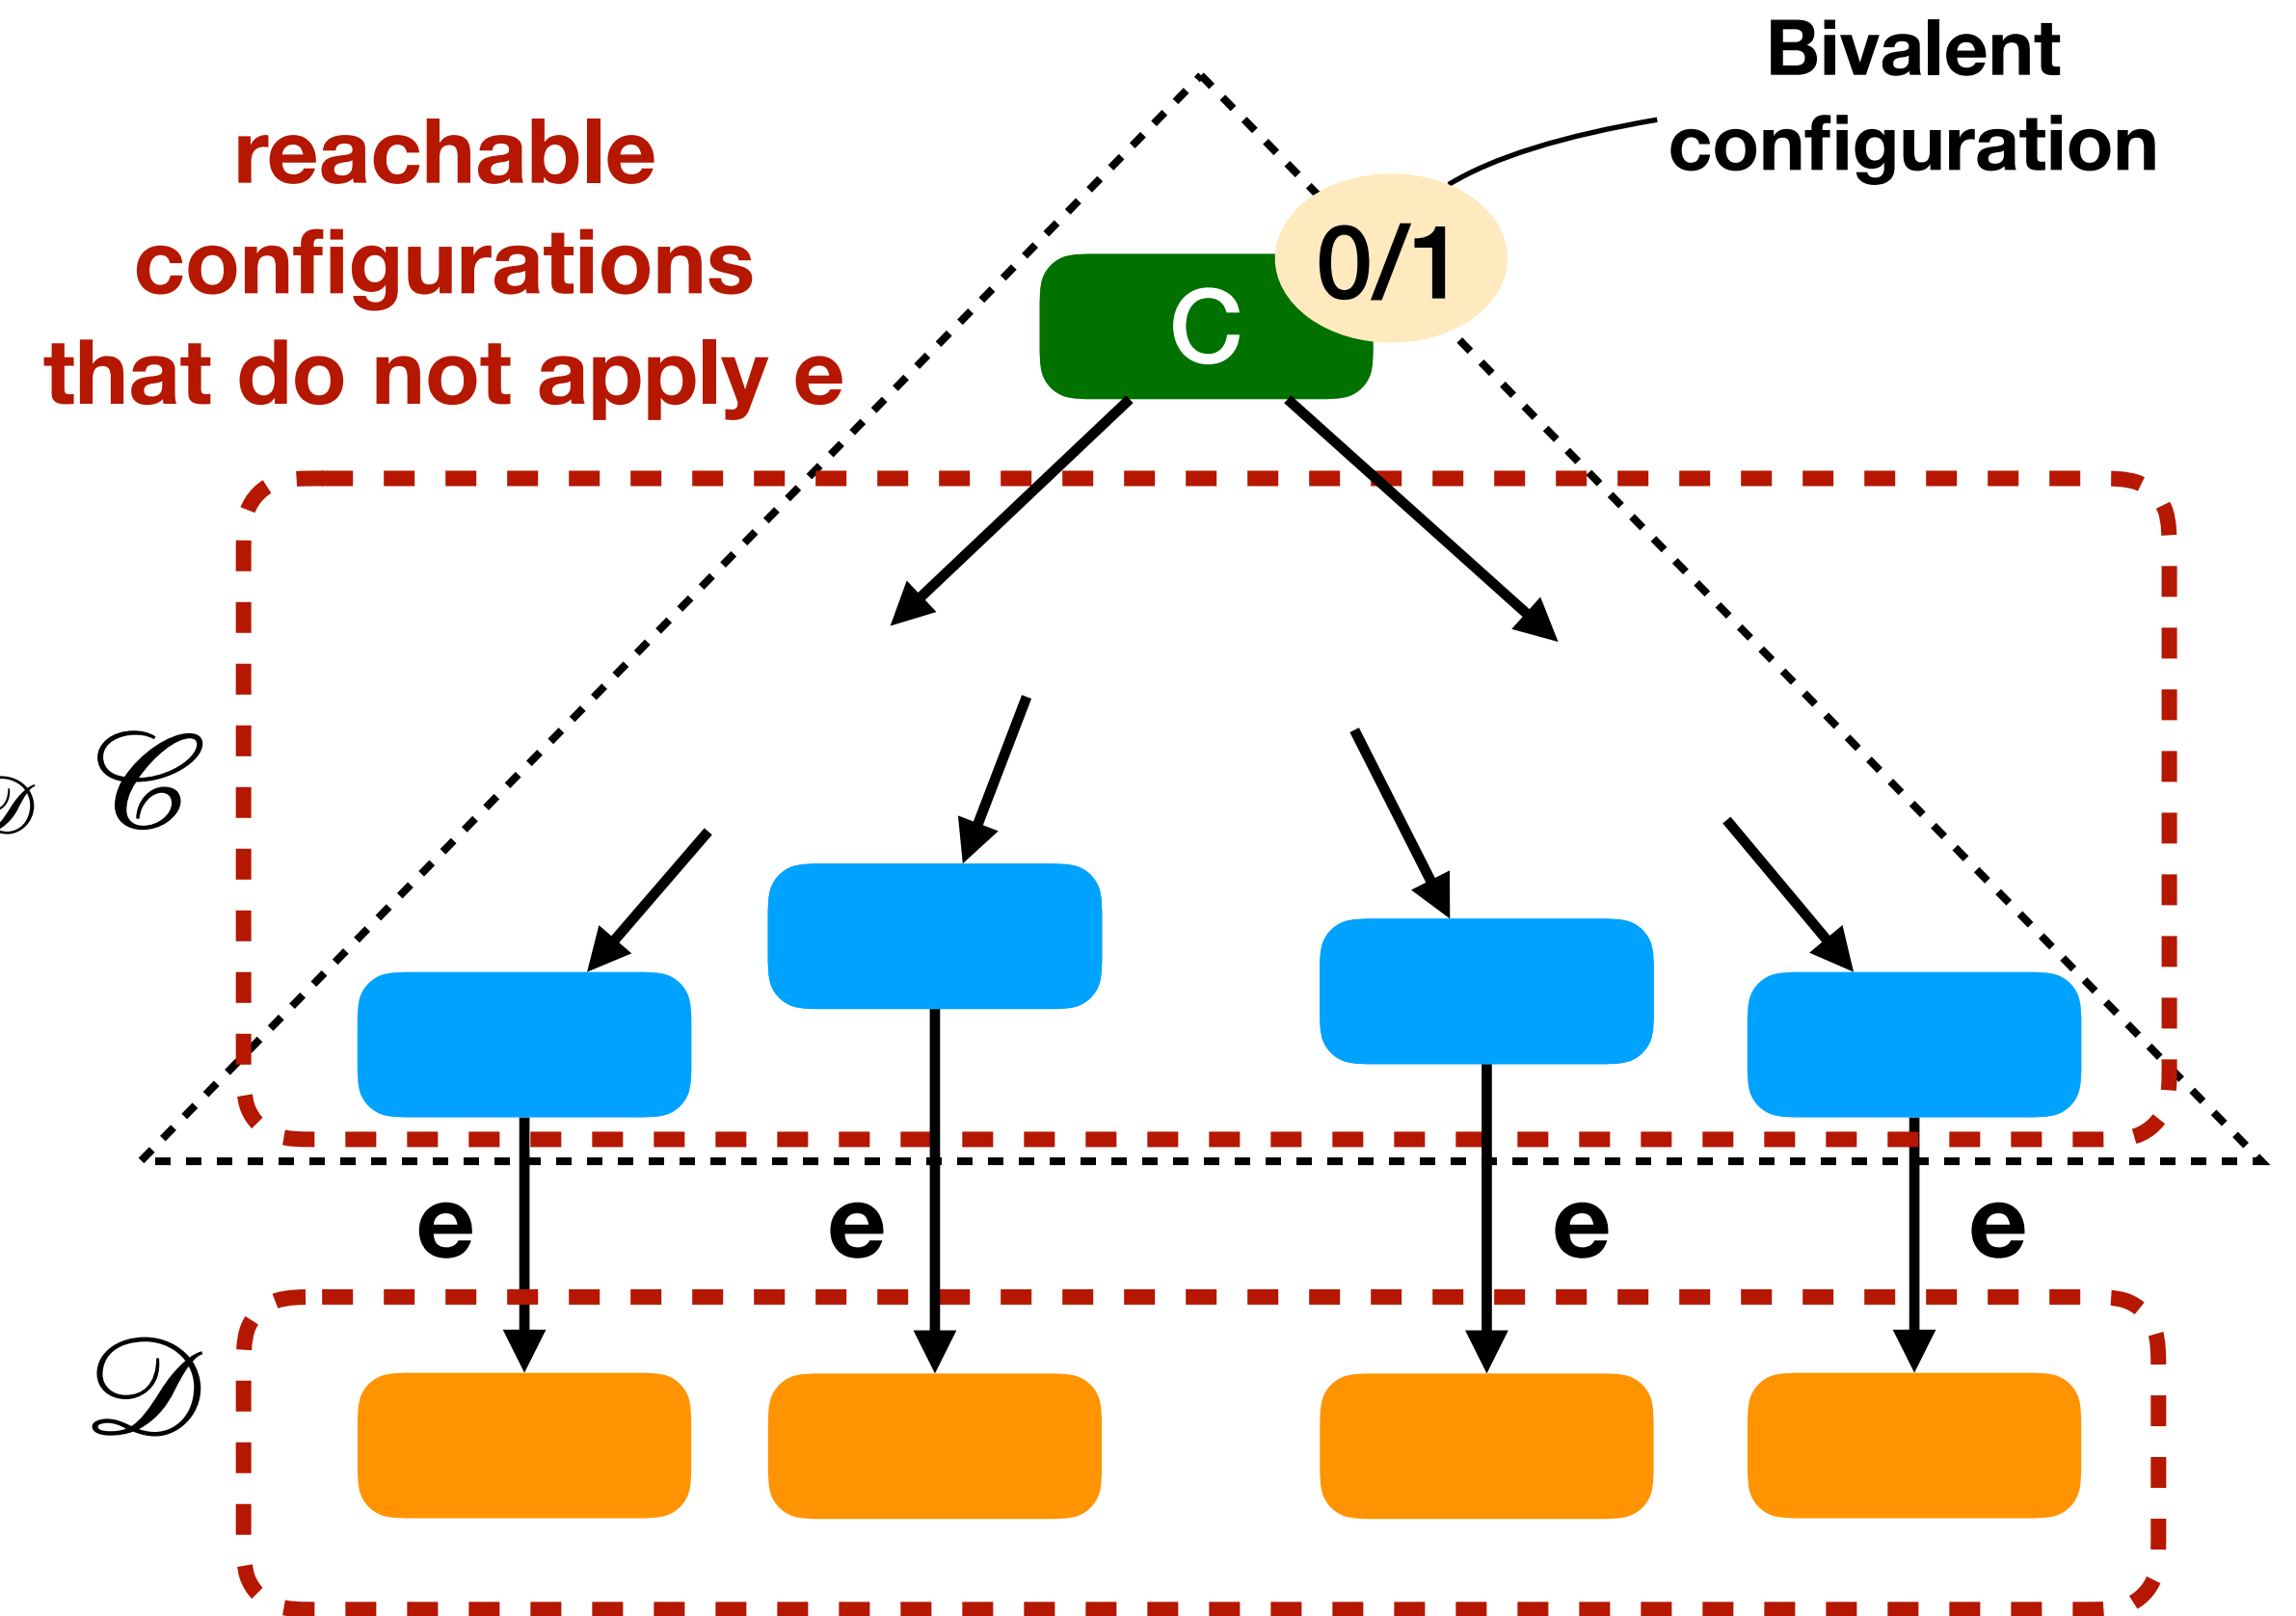 Bivalent
configuration
reachable
configurations
that do not apply e
0/1
C
𝒞
𝒟
e
e
e
e
𝒟